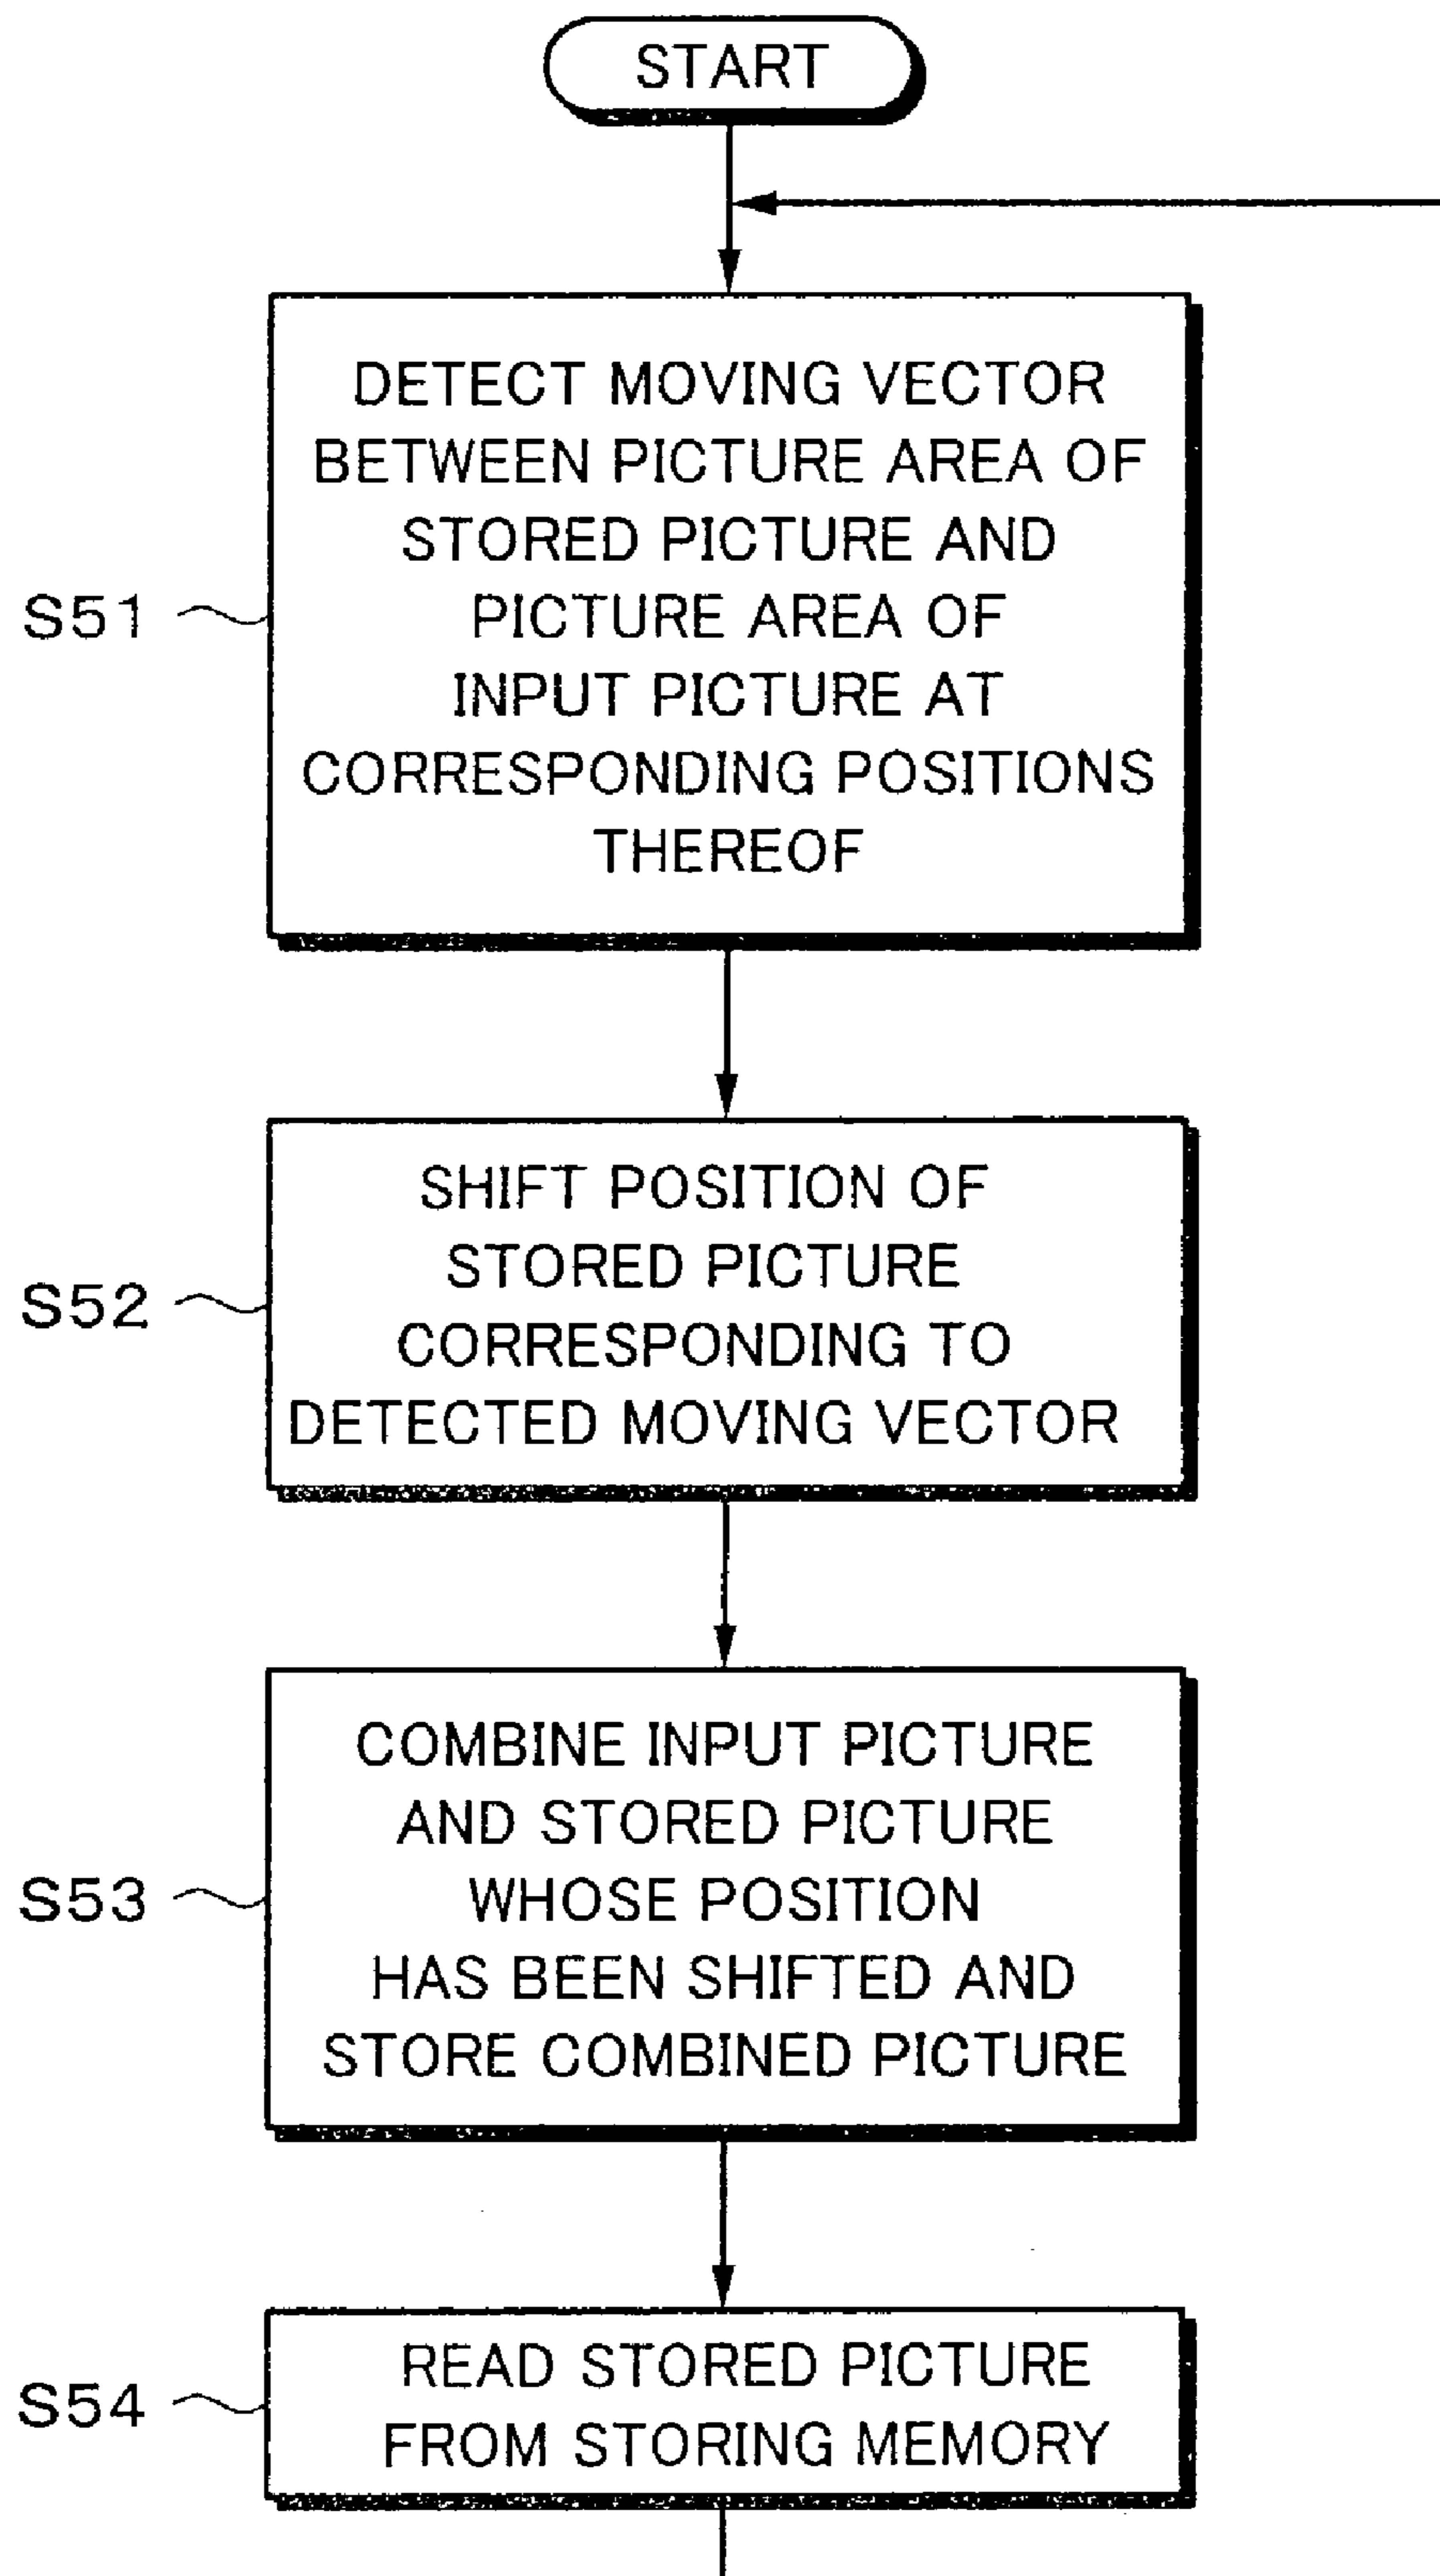 START
DETECT MOVING VECTOR
BETWEEN PICTURE AREA OF
STORED PICTURE AND
PICTURE AREA OF
INPUT PICTURE AT
CORRESPONDING POSITIONS
THEREOF
S51
SHIFT POSITION OF
STORED PICTURE
CORRESPONDING TO
DETECTED MOVING VECTOR
S52
COMBINE INPUT PICTURE
AND STORED PICTURE
WHOSE POSITION
HAS BEEN SHIFTED AND
STORE COMBINED PICTURE
S53
READ STORED PICTURE
FROM STORING MEMORY
S54